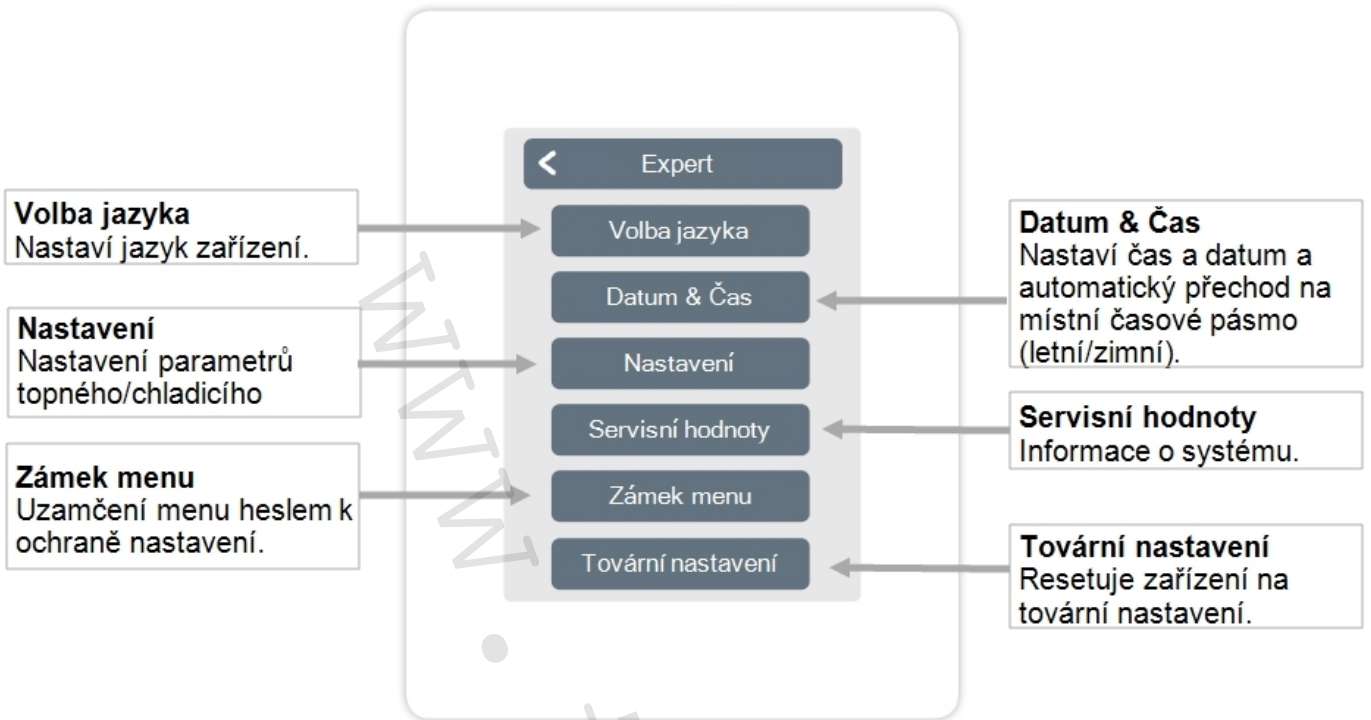 Expert
Volba jazyka
Datum & Čas
Nastavení
Servisní hodnoty
Zámek menu
Tovární nastavení
Volba jazyka
Nastaví jazyk zařízení.
Nastavení
Nastavení parametrů
topného/chladicího
Zámek menu
Uzamčení menu heslem k
ochraně nastavení.
Datum & Čas
Nastaví čas a datum a
automatický přechod na
místní časové pásmo
(letní/zimní).
Servisní hodnoty
Informace o systému.
Tovární nastavení
Resetuje zařízení na
tovární nastavení.
www.